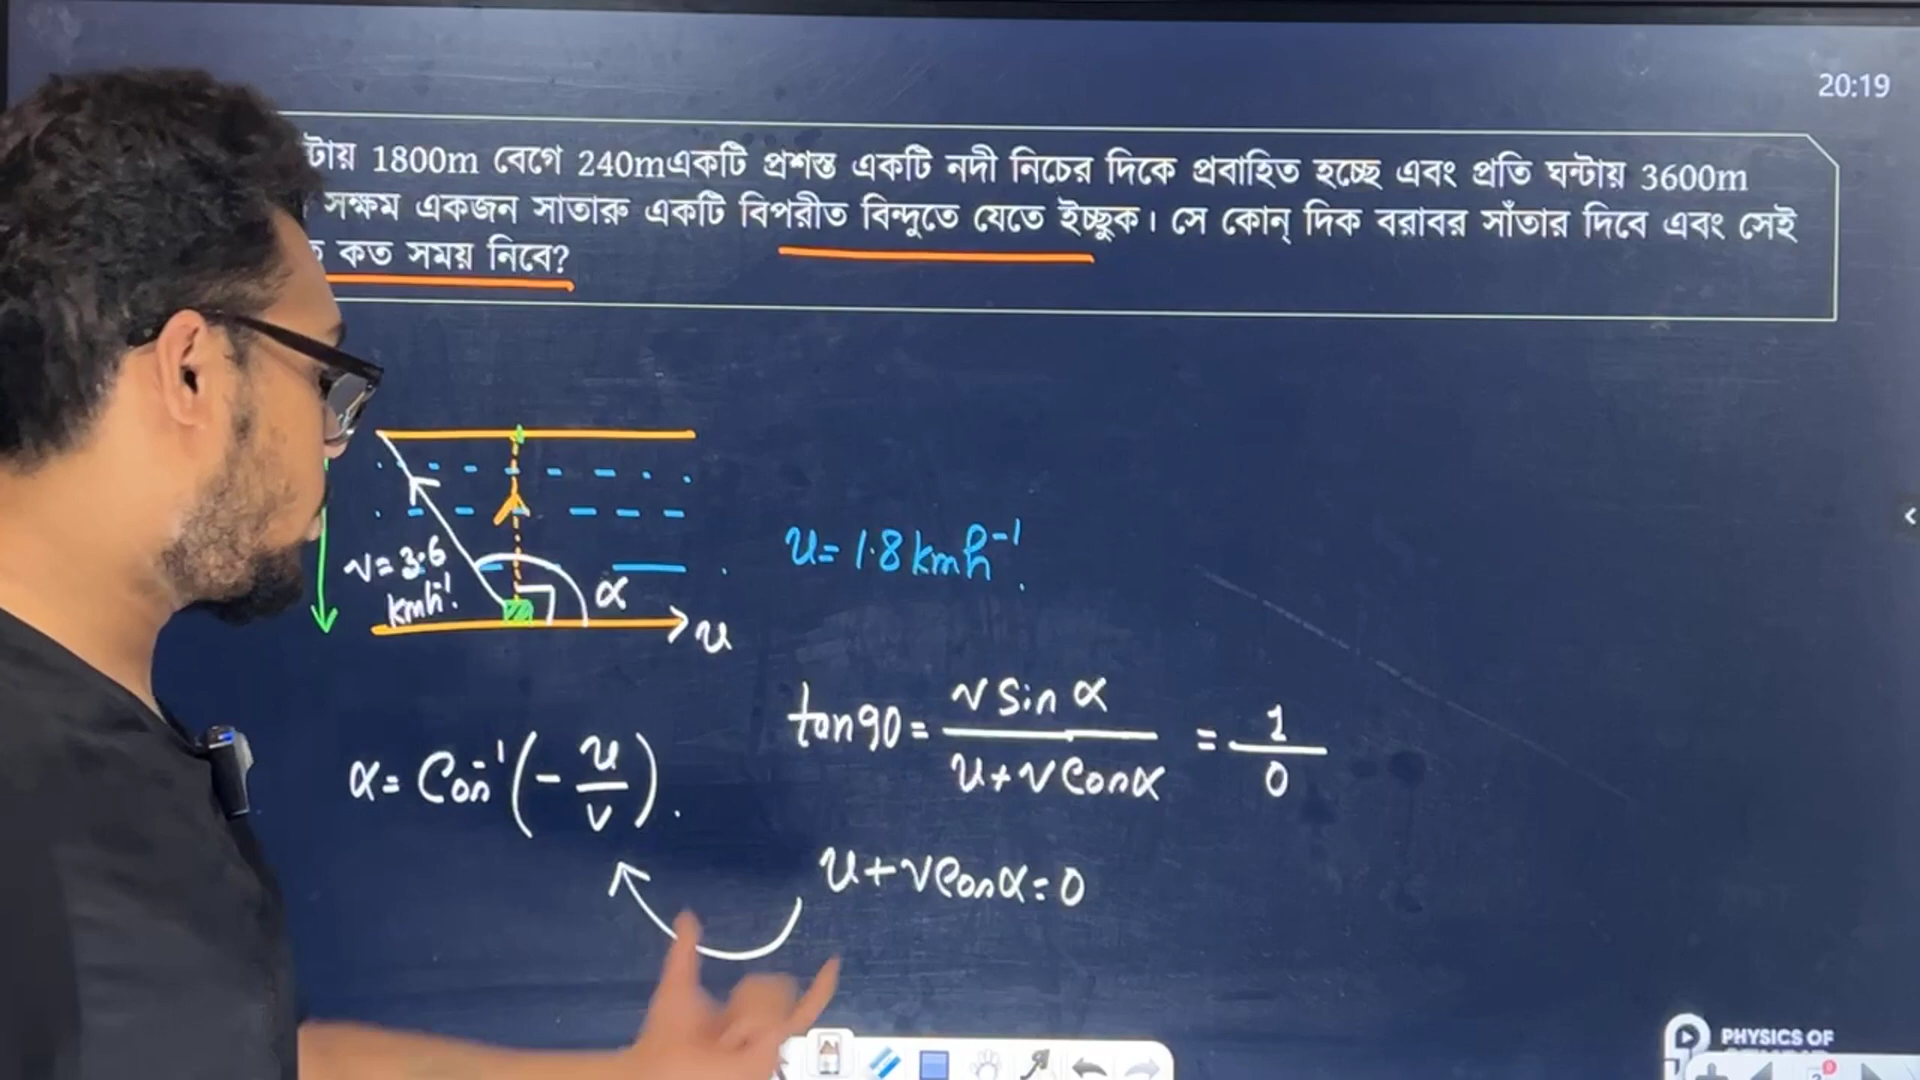 20:19
টায় 1800m বেগে 240mএকটি প্রশস্ত একটি নদী নিচের দিকে প্রবাহিত হচ্ছে এবং প্রতি ঘন্টায় 3600m
সক্ষম একজন সাতারু একটি বিপরীত বিন্দুতে যেতে ইচ্ছুক। সে কোন্ দিক বরাবর সাঁতার দিবে এবং সেই
কত সময় নিবে?
v = 3.6
kmh⁻¹.
α
u
u = 1.8 kmh⁻¹.
tan90 = v sin α / u + v cos α = 1 / 0
α = cos⁻¹ (- u / v).
u + v cos α = 0
PHYSICS OF